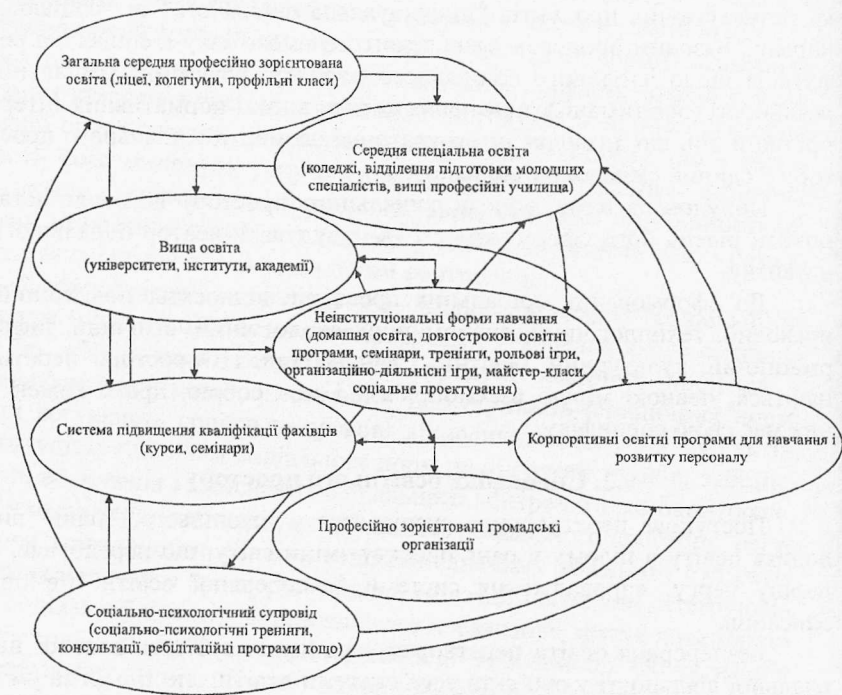 Загальна середня професійно зорієнтована
освіта (ліцеї, колегіуми, профільні класи)
Середня спеціальна освіта
(коледжі, відділення підготовки молодших
спеціалістів, вищі професійні училища)
Вища освіта
(університети, інститути, академії)
Неінституціональні форми навчання
(домашня освіта, довгострокові освітні
програми, семінари, тренінги, рольові ігри,
організаційно-діяльнісні ігри, майстер-класи,
соціальне проектування)
Система підвищення кваліфікації фахівців
(курси, семінари)
Корпоративні освітні програми для навчання і
розвитку персоналу
Професійно зорієнтовані громадські
організації
Соціально-психологічний супровід
(соціально-психологічні тренінги,
консультації, ребілітаційні програми тощо)